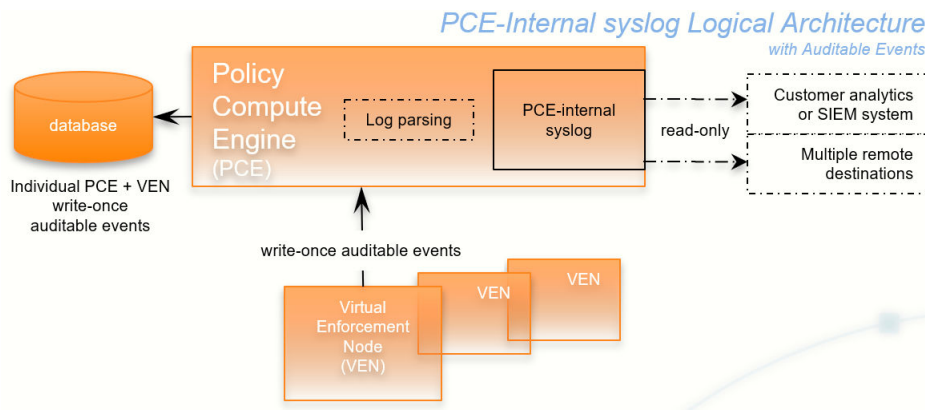 PCE-Internal syslog Logical Architecture
with Auditable Events
Policy
Compute
Engine
(PCE)
Log parsing
PCE-internal
syslog
read-only
Customer analytics
or SIEM system
Multiple remote
destinations
database
Individual PCE + VEN
write-once
auditable events
write-once auditable events
Virtual
Enforcement
Node
(VEN)
VEN
VEN